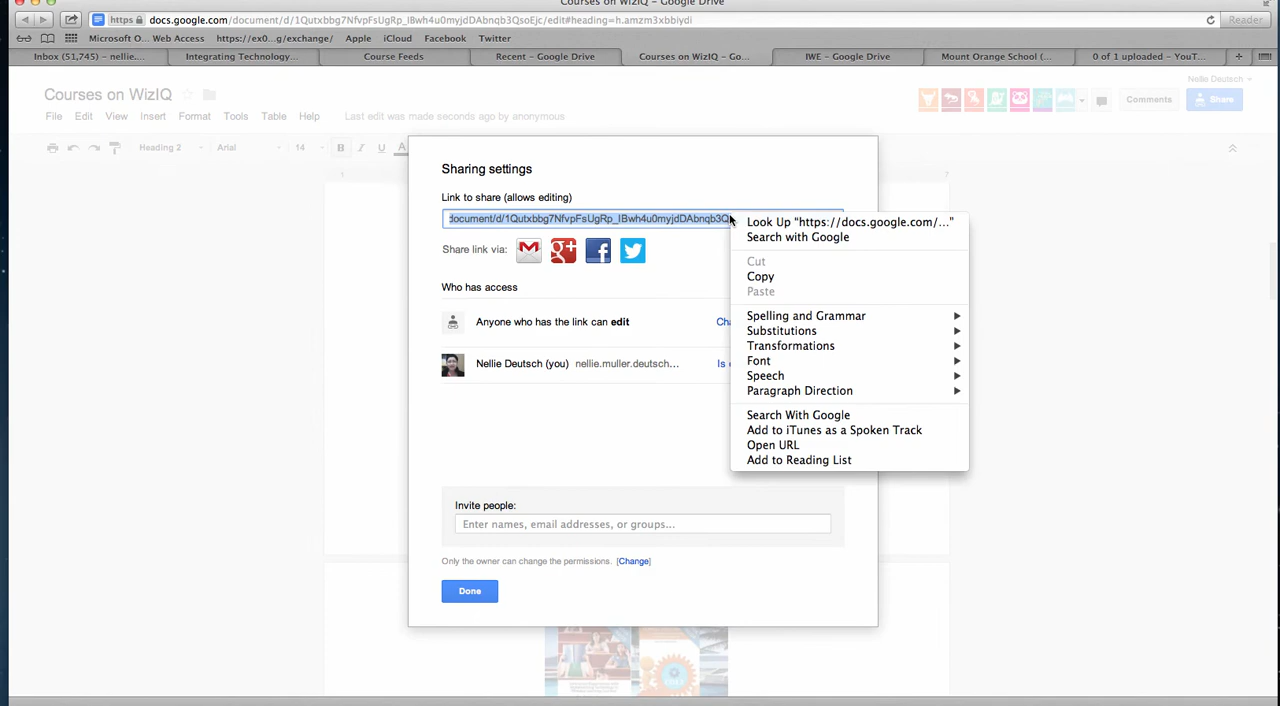 Courses on WizIQ – Google Drive
https docs.google.com/document/d/1QutxbbgNfvpFsUgRp_IBwh4u0myjdDAbnqb3QsoEjc/edit#heading=h.amzm3xbbiydi Reader
Microsoft O... Web Access https://ex0...g/exchange/ Apple iCloud Facebook Twitter
Inbox (51,745) – nellie... Integrating Technology... Course Feeds Recent – Google Drive Courses on WizIQ – Go... IWE – Google Drive Mount Orange School (... 0 of 1 uploaded – YouT... +
Nellie Deutsch
Courses on WizIQ
Comments Share
File Edit View Insert Format Tools Table Help Last edit was made seconds ago by anonymous
Heading 2 Arial 14 B I U A
Sharing settings
Link to share (allows editing)
document/d/1Qutxbbg7NfvpFsUgRp_IBwh4u0myjdDAbnqb3Q
Share link via:
Who has access
Anyone who has the link can edit
Nellie Deutsch (you) nellie.muller.deutsch... Is
Invite people:
Enter names, email addresses, or groups...
Only the owner can change the permissions. [Change]
Done
Look Up "https://docs.google.com/..."
Search with Google
Cut
Copy
Paste
Spelling and Grammar
Substitutions
Transformations
Font
Speech
Paragraph Direction
Search With Google
Add to iTunes as a Spoken Track
Open URL
Add to Reading List